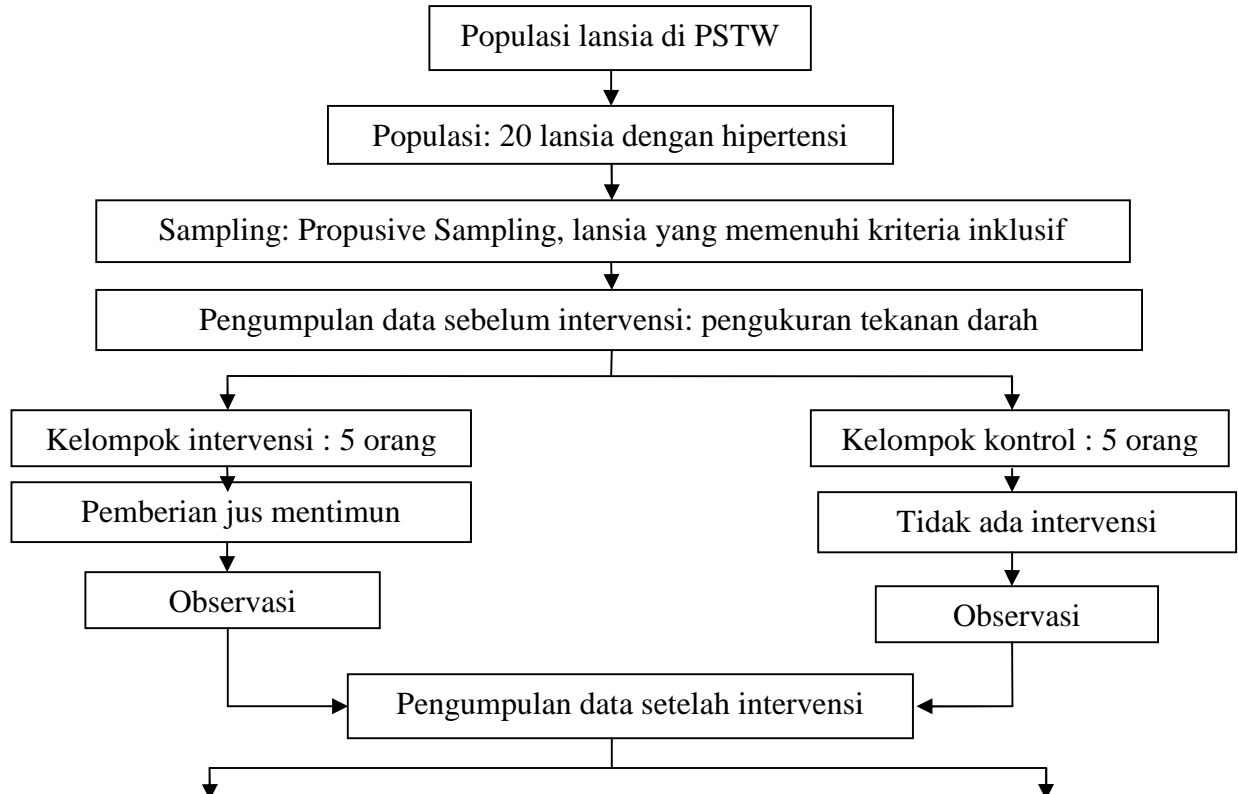 Populasi lansia di PSTW
Populasi: 20 lansia dengan hipertensi
Sampling: Propusive Sampling, lansia yang memenuhi kriteria inklusif
Pengumpulan data sebelum intervensi: pengukuran tekanan darah
Kelompok intervensi : 5 orang
Kelompok kontrol : 5 orang
Pemberian jus mentimun
Tidak ada intervensi
Observasi
Observasi
Pengumpulan data setelah intervensi